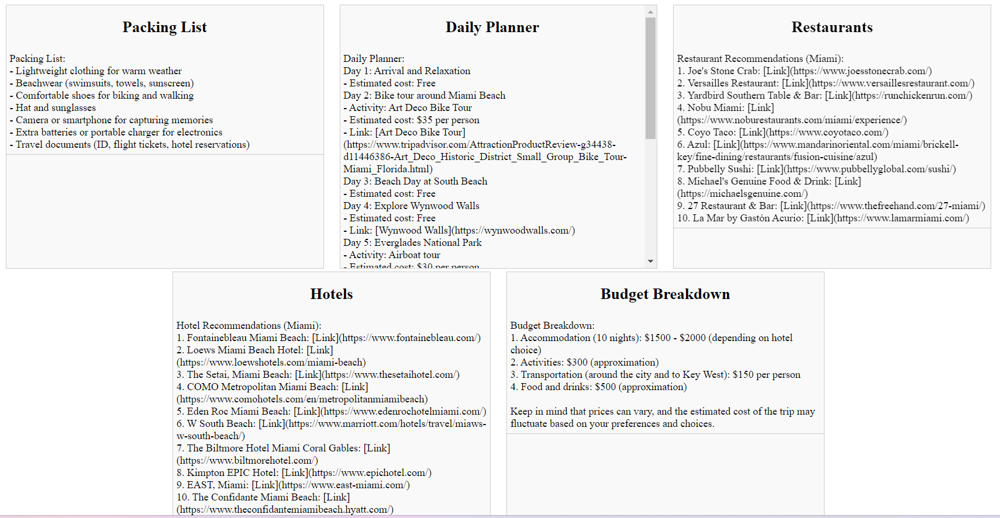 Packing List
Packing List:
- Lightweight clothing for warm weather
- Beachwear (swimsuits, towels, sunscreen)
- Comfortable shoes for biking and walking
- Hat and sunglasses
- Camera or smartphone for capturing memories
- Extra batteries or portable charger for electronics
- Travel documents (ID, flight tickets, hotel reservations)
Daily Planner
Daily Planner:
Day 1: Arrival and Relaxation
- Estimated cost: Free
Day 2: Bike tour around Miami Beach
- Activity: Art Deco Bike Tour
- Estimated cost: $35 per person
- Link: [Art Deco Bike Tour]
(https://www.tripadvisor.com/AttractionProductReview-g34438-
d11446386-Art_Deco_Historic_District_Small_Group_Bike_Tour-
Miami_Florida.html)
Day 3: Beach Day at South Beach
- Estimated cost: Free
Day 4: Explore Wynwood Walls
- Estimated cost: Free
- Link: [Wynwood Walls](https://wynwoodwalls.com/)
Day 5: Everglades National Park
- Activity: Airboat tour
- Estimated cost: $30 per person
Restaurants
Restaurant Recommendations (Miami):
1. Joe's Stone Crab: [Link](https://www.joesstonecrab.com/)
2. Versailles Restaurant: [Link](https://www.versaillesrestaurant.com/)
3. Yardbird Southern Table & Bar: [Link](https://runchickenrun.com/)
4. Nobu Miami: [Link]
(https://www.noburestaurants.com/miami/experience/)
5. Coyo Taco: [Link](https://www.coyotaco.com/)
6. Azul: [Link](https://www.mandarinoriental.com/miami/brickell-
key/fine-dining/restaurants/fusion-cuisine/azul)
7. Pubbelly Sushi: [Link](https://www.pubbellyglobal.com/sushi/)
8. Michael's Genuine Food & Drink: [Link]
(https://michaelsgenuine.com/)
9. 27 Restaurant & Bar: [Link](https://www.thefreehand.com/27-miami/)
10. La Mar by Gastón Acurio: [Link](https://www.lamarmiami.com/)
Hotels
Hotel Recommendations (Miami):
1. Fontainebleau Miami Beach: [Link](https://www.fontainebleau.com/)
2. Loews Miami Beach Hotel: [Link]
(https://www.loewshotels.com/miami-beach)
3. The Setai, Miami Beach: [Link](https://www.thesetaihotel.com/)
4. COMO Metropolitan Miami Beach: [Link]
(https://www.comohotels.com/en/metropolitanmiamibeach)
5. Eden Roc Miami Beach: [Link](https://www.edenrochotelmiami.com/)
6. W South Beach: [Link](https://www.marriott.com/hotels/travel/miaws-
w-south-beach/)
7. The Biltmore Hotel Miami Coral Gables: [Link]
(https://www.biltmorehotel.com/)
8. Kimpton EPIC Hotel: [Link](https://www.epichotel.com/)
9. EAST, Miami: [Link](https://www.east-miami.com/)
10. The Confidante Miami Beach: [Link]
(https://www.theconfidantemiamibeach.hyatt.com/)
Budget Breakdown
Budget Breakdown:
1. Accommodation (10 nights): $1500 - $2000 (depending on hotel
choice)
2. Activities: $300 (approximation)
3. Transportation (around the city and to Key West): $150 per person
4. Food and drinks: $500 (approximation)
Keep in mind that prices can vary, and the estimated cost of the trip may
fluctuate based on your preferences and choices.